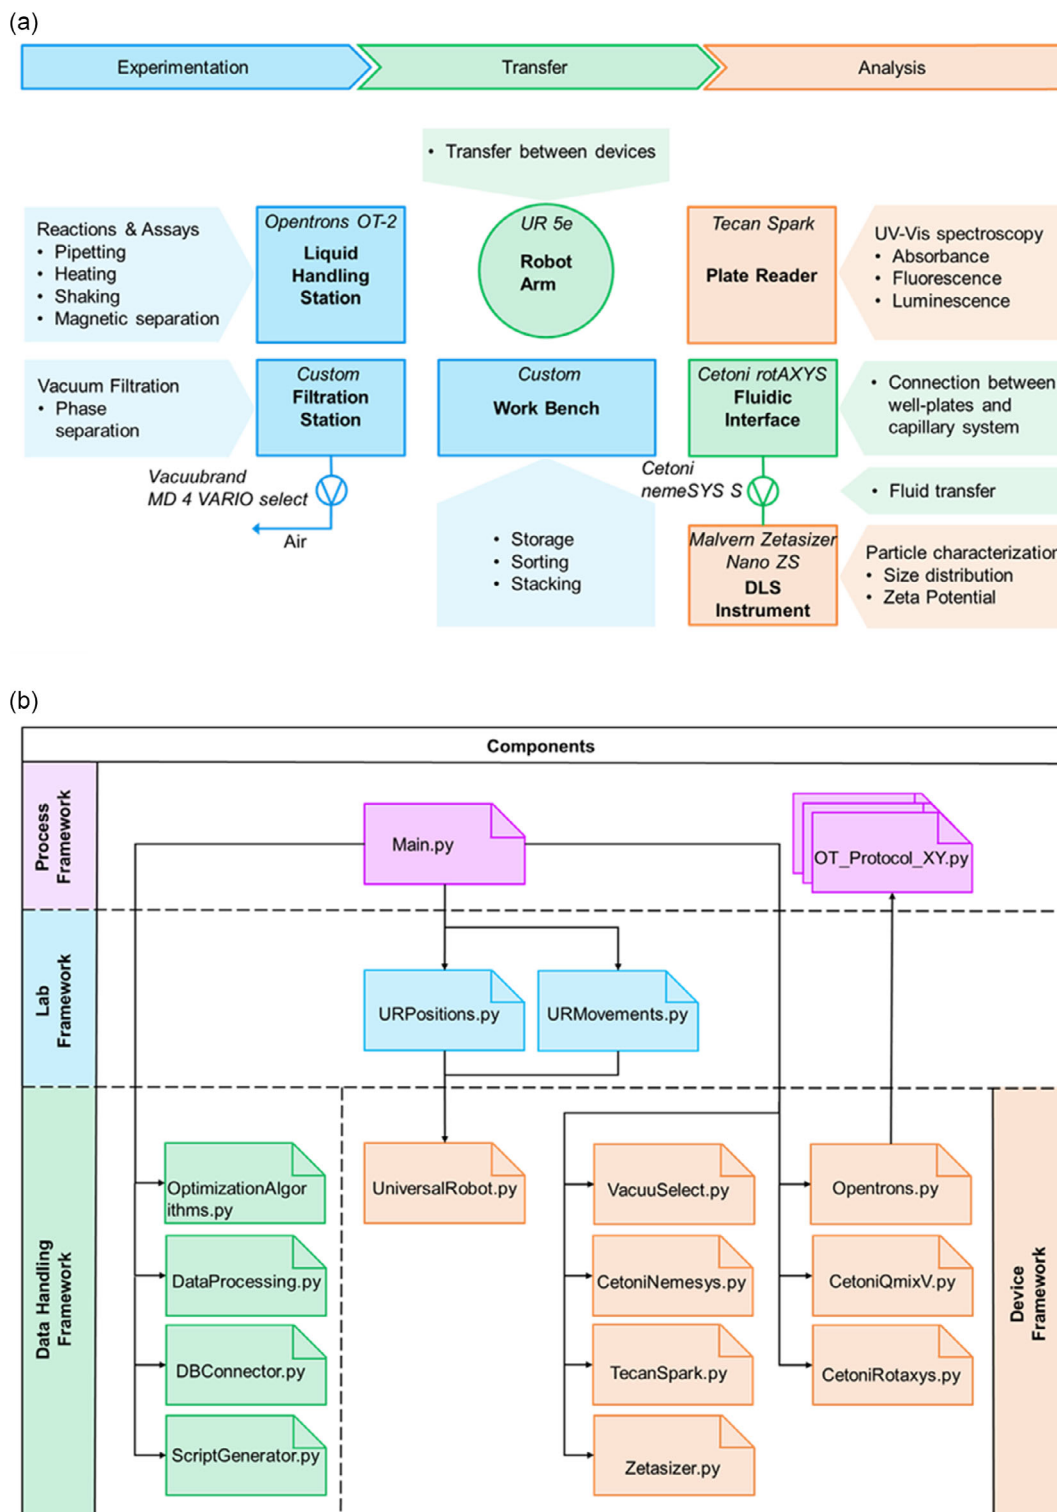 (a)
Experimentation
Transfer
Analysis
• Transfer between devices
Reactions & Assays
• Pipetting
• Heating
• Shaking
• Magnetic separation
Opentrons OT-2
Liquid
Handling
Station
UR 5e
Robot
Arm
Tecan Spark
Plate Reader
UV-Vis spectroscopy
• Absorbance
• Fluorescence
• Luminescence
Vacuum Filtration
• Phase
separation
Custom
Filtration
Station
Custom
Work Bench
Cetoni rotAXYS
Fluidic
Interface
• Connection between
well-plates and
capillary system
Vacuubrand
MD 4 VARIO select
Air
Cetoni
nemeSYS S
• Fluid transfer
• Storage
• Sorting
• Stacking
Malvern Zetasizer
Nano ZS
DLS
Instrument
Particle characterization
• Size distribution
• Zeta Potential
(b)
Components
Process
Framework
Main.py
OT_Protocol_XY.py
Lab
Framework
URPositions.py
URMovements.py
Data Handling
Framework
Device
Framework
OptimizationAlgor
ithms.py
UniversalRobot.py
VacuuSelect.py
Opentrons.py
DataProcessing.py
CetoniNemesys.py
CetoniQmixV.py
DBConnector.py
TecanSpark.py
CetoniRotaxys.py
ScriptGenerator.py
Zetasizer.py